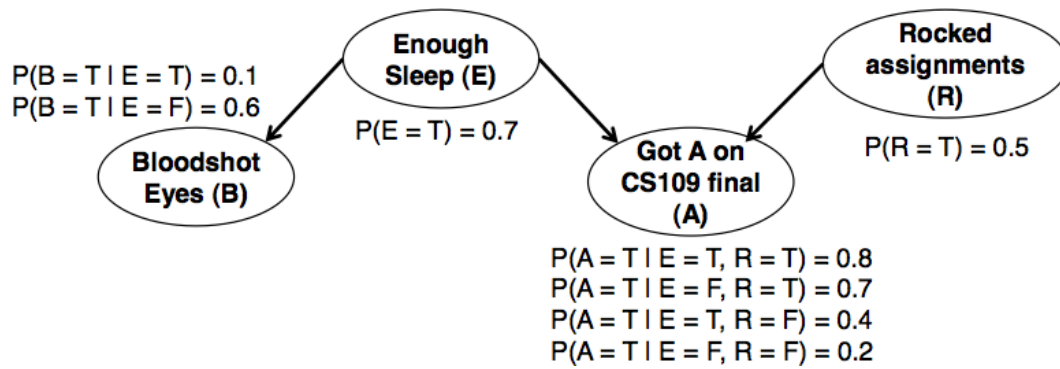 P(B = T | E = T) = 0.1
P(B = T | E = F) = 0.6
Enough
Sleep (E)
P(E = T) = 0.7
Rocked
assignments
(R)
P(R = T) = 0.5
Bloodshot
Eyes (B)
Got A on
CS109 final
(A)
P(A = T | E = T, R = T) = 0.8
P(A = T | E = F, R = T) = 0.7
P(A = T | E = T, R = F) = 0.4
P(A = T | E = F, R = F) = 0.2